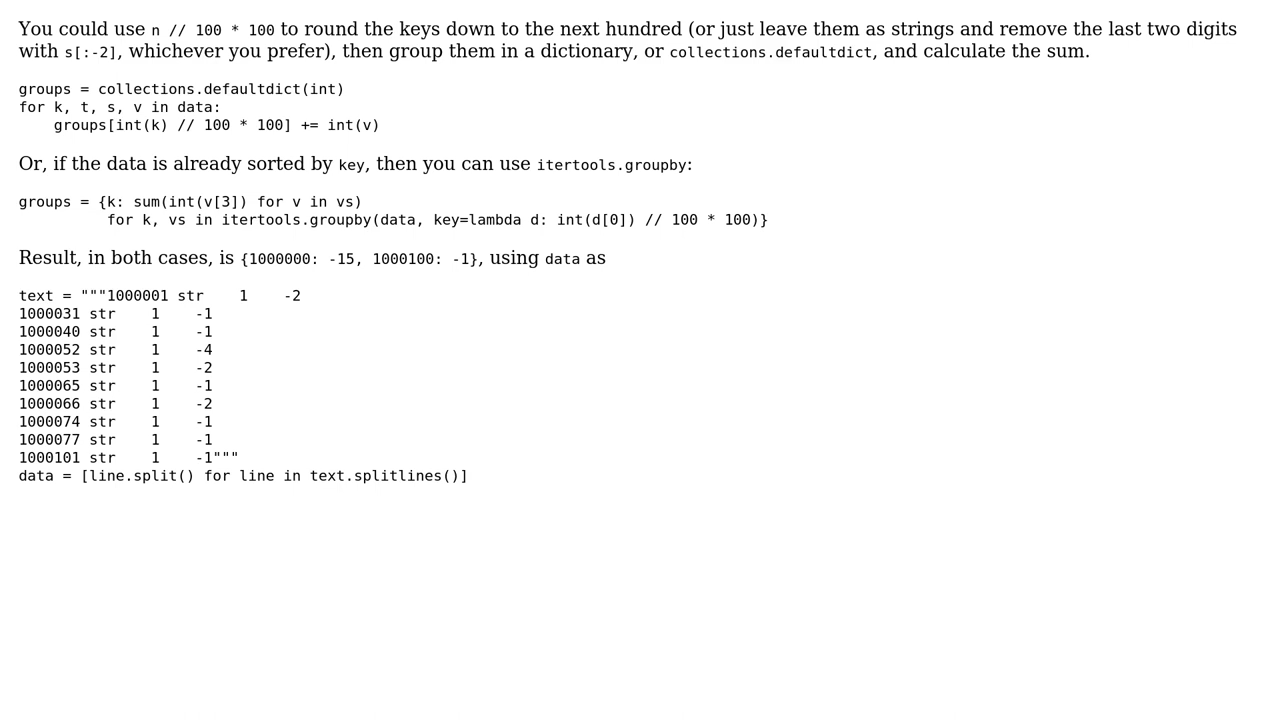 You could use n // 100 * 100 to round the keys down to the next hundred (or just leave them as strings and remove the last two digits
with s[:-2], whichever you prefer), then group them in a dictionary, or collections.defaultdict, and calculate the sum.
groups = collections.defaultdict(int)
for k, t, s, v in data:
    groups[int(k) // 100 * 100] += int(v)
Or, if the data is already sorted by key, then you can use itertools.groupby:
groups = {k: sum(int(v[3]) for v in vs)
          for k, vs in itertools.groupby(data, key=lambda d: int(d[0]) // 100 * 100)}
Result, in both cases, is {1000000: -15, 1000100: -1}, using data as
text = """1000001 str    1    -2
1000031 str    1    -1
1000040 str    1    -1
1000052 str    1    -4
1000053 str    1    -2
1000065 str    1    -1
1000066 str    1    -2
1000074 str    1    -1
1000077 str    1    -1
1000101 str    1    -1"""
data = [line.split() for line in text.splitlines()]